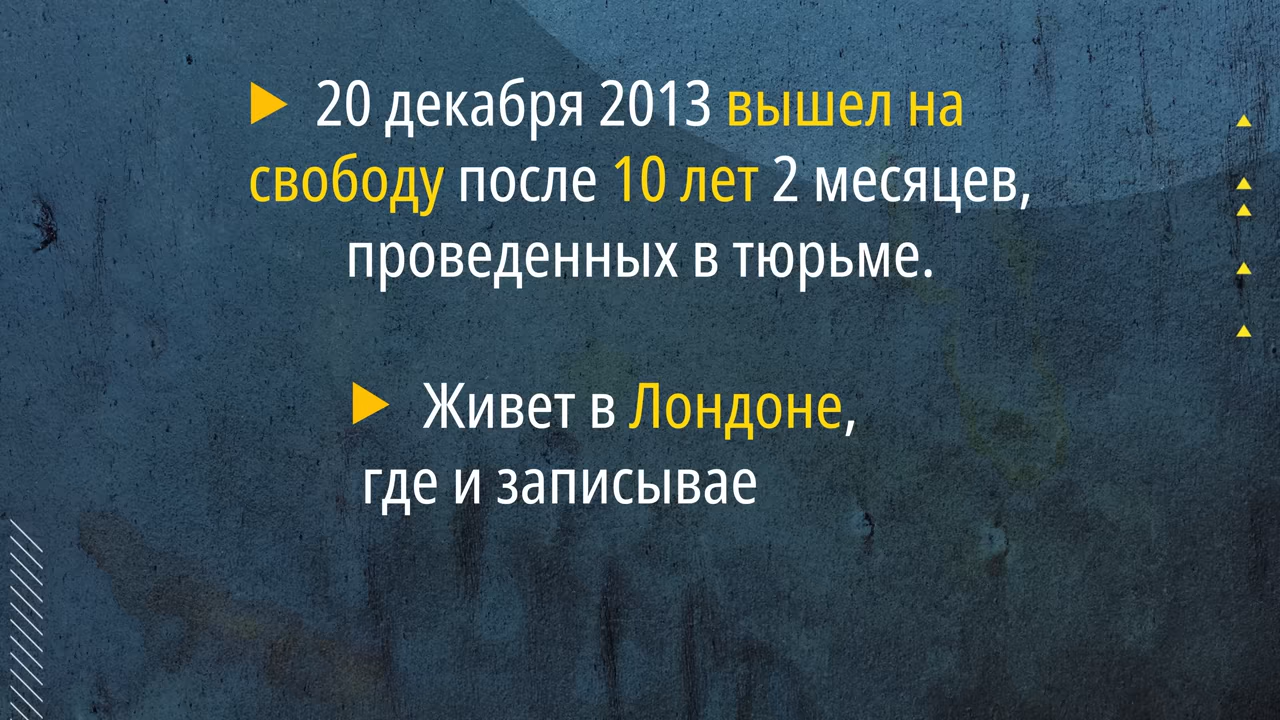 20 декабря 2013 вышел на
свободу после 10 лет 2 месяцев,
проведенных в тюрьме.
Живет в Лондоне,
где и записывае